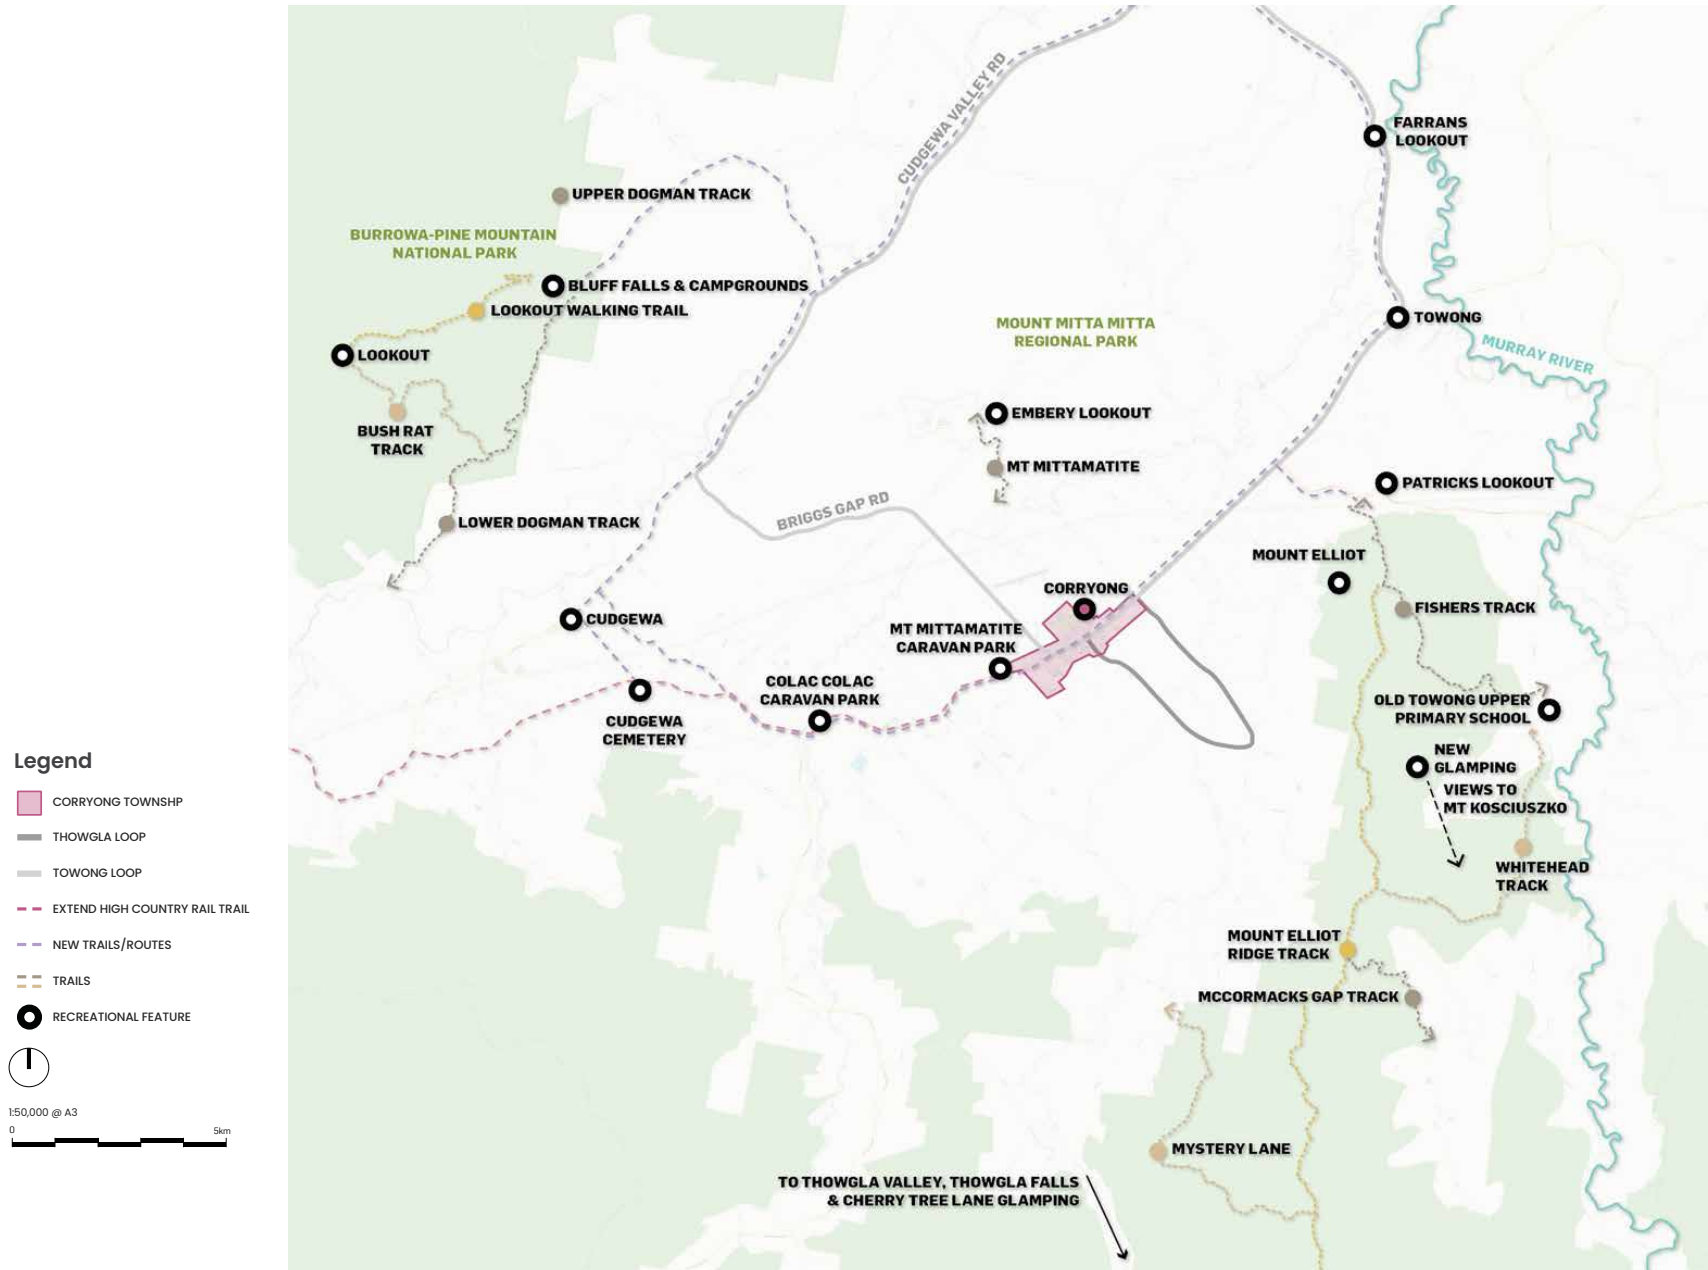 CUDGEWA VALLEY RD
FARRANS
LOOKOUT
UPPER DOGMAN TRACK
BURROWA-PINE MOUNTAIN
NATIONAL PARK
BLUFF FALLS & CAMPGROUNDS
LOOKOUT WALKING TRAIL
TOWONG
MOUNT MITTA MITTA
REGIONAL PARK
MURRAY RIVER
LOOKOUT
EMBERY LOOKOUT
BUSH RAT
TRACK
MT MITTAMATITE
PATRICKS LOOKOUT
BRIGGS GAP RD
LOWER DOGMAN TRACK
MOUNT ELLIOT
CORRYONG
FISHERS TRACK
CUDGEWA
MT MITTAMATITE
CARAVAN PARK
COLAC COLAC
CARAVAN PARK
OLD TOWONG UPPER
PRIMARY SCHOOL
CUDGEWA
CEMETERY
NEW
GLAMPING
VIEWS TO
MT KOSCIUSZKO
WHITEHEAD
TRACK
MOUNT ELLIOT
RIDGE TRACK
MCCORMACKS GAP TRACK
MYSTERY LANE
TO THOWGLA VALLEY, THOWGLA FALLS
& CHERRY TREE LANE GLAMPING
Legend
CORRYONG TOWNSHP
THOWGLA LOOP
TOWONG LOOP
EXTEND HIGH COUNTRY RAIL TRAIL
NEW TRAILS/ROUTES
TRAILS
RECREATIONAL FEATURE
1:50,000 @ A3
0 5km